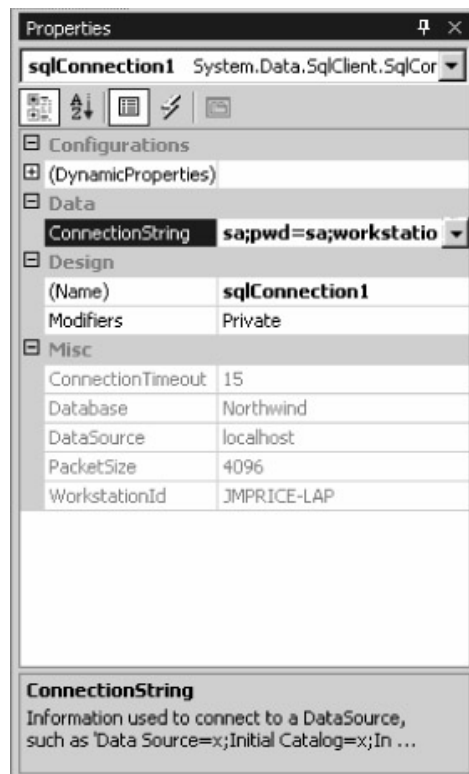 Properties
sqlConnection1 System.Data.SqlClient.SqlCor
Configurations
(DynamicProperties)
Data
ConnectionString sa;pwd=sa;workstatio
Design
(Name) sqlConnection1
Modifiers Private
Misc
ConnectionTimeout 15
Database Northwind
DataSource localhost
PacketSize 4096
WorkstationId JMPRICE-LAP
ConnectionString
Information used to connect to a DataSource,
such as 'Data Source=x;Initial Catalog=x;In ...